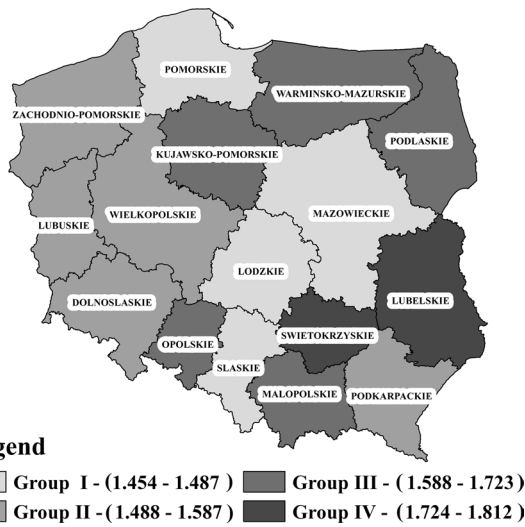 POMORSKIE
WARMINSKO-MAZURSKIE
ZACHODNIO-POMORSKIE
PODLASKIE
KUJAWSKO-POMORSKIE
WIELKOPOLSKIE
MAZOWIECKIE
LUBUSKIE
LODZKIE
DOLNOSLASKIE
LUBELSKIE
SWIETOKRZYSKIE
OPOLSKIE
SLASKIE
MALOPOLSKIE
PODKARPACKIE
gend
Group I - (1.454 - 1.487 )
Group III - ( 1.588 - 1.723)
Group II - (1.488 - 1.587)
Group IV - ( 1.724 - 1.812 )